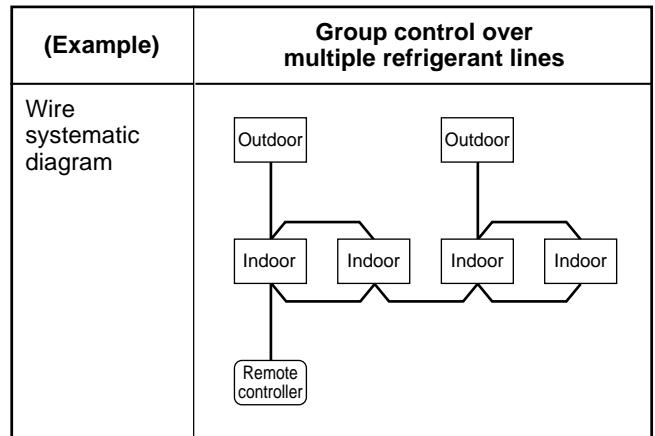 (Example)
Group control over
multiple refrigerant lines
Wire
systematic
diagram
Outdoor
Outdoor
Indoor
Indoor
Indoor
Indoor
Remote
controller